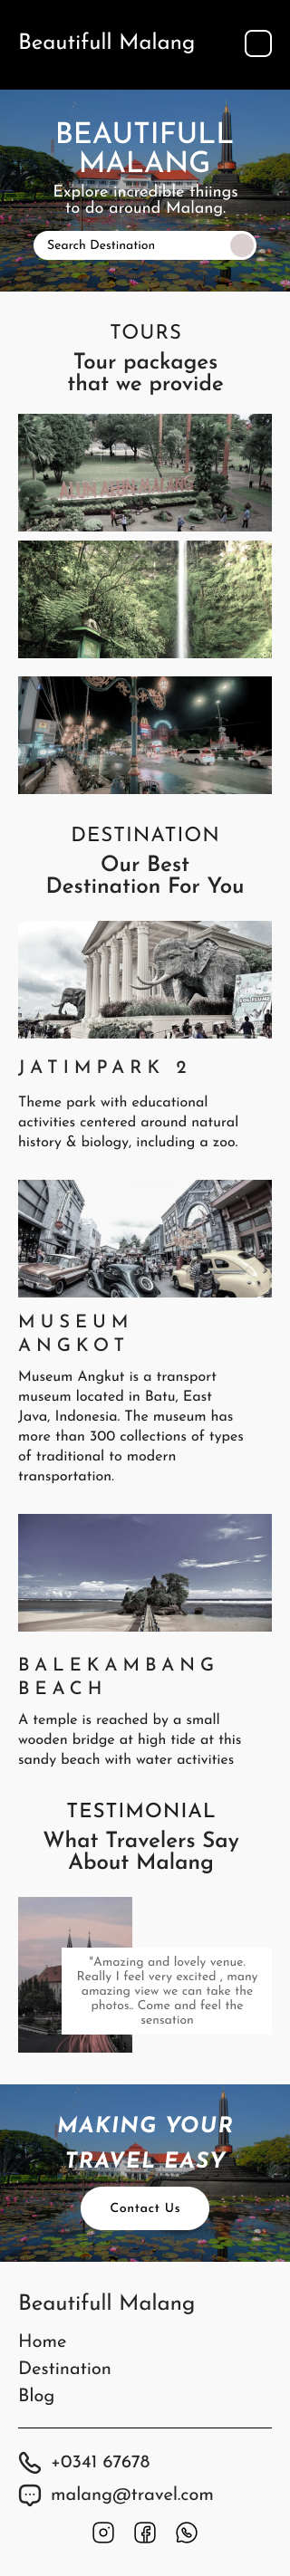 Beautifull Malang
BEAUTIFULL
MALANG
Explore incredible thiings
to do around Malang.
Search Destination
TOURS
Tour packages
that we provide
ALUN ALUN MALANG
DESTINATION
Our Best
Destination For You
JATIMPARK 2
Theme park with educational
activities centered around natural
history & biology, including a zoo.
MUSEUM
ANGKOT
Museum Angkut is a transport
museum located in Batu, East
Java, Indonesia. The museum has
more than 300 collections of types
of traditional to modern
transportation.
BALEKAMBANG
BEACH
A temple is reached by a small
wooden bridge at high tide at this
sandy beach with water activities
TESTIMONIAL
What Travelers Say
About Malang
"Amazing and lovely venue.
Really I feel very excited , many
amazing view we can take the
photos.. Come and feel the
sensation
MAKING YOUR
TRAVEL EASY
Contact Us
Beautifull Malang
Home
Destination
Blog
+0341 67678
malang@travel.com